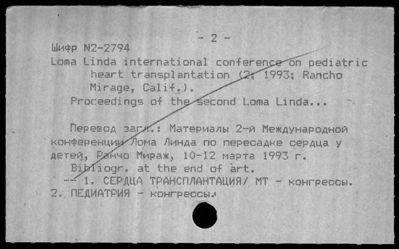 - 2 -
Шифр N2-2794
Loma Linda international conference on pediatric
heart transplantation (2; 1993; Rancho
Mirage, Calif.).
Proceedings of the second Loma Linda...
Перевод загл.: Материалы 2-й Международной
конференции Лома Линда по пересадке сердца у
детей, Ранчо Мираж, 10-12 марта 1993 г.
Bibliogr. at the end of art.
-- 1. СЕРДЦА ТРАНСПЛАНТАЦИЯ/ МТ - конгрессы.
2. ПЕДИАТРИЯ - конгрессы.